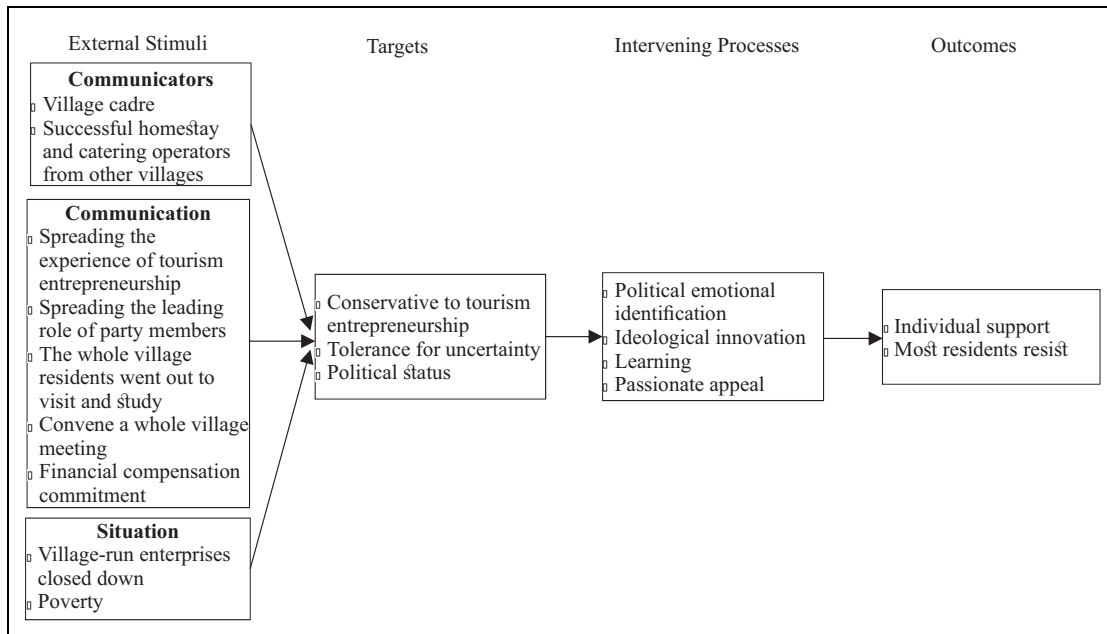 External Stimuli
Targets
Intervening Processes
Outcomes
Communicators
Village cadre
Successful homestay
and catering operators
from other villages
Communication
Spreading the
experience of tourism
entrepreneurship
Spreading the leading
role of party members
The whole village
residents went out to
visit and study
Convene a whole village
meeting
Financial compensation
commitment
Situation
Village-run enterprises
closed down
Poverty
Conservative to tourism
entrepreneurship
Tolerance for uncertainty
Political status
Political emotional
identification
Ideological innovation
Learning
Passionate appeal
Individual support
Most residents resist